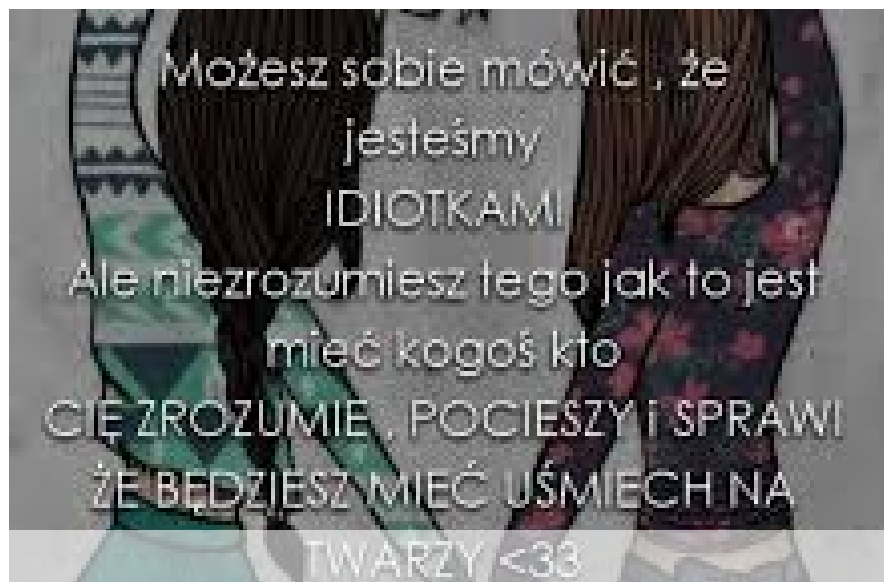 Możesz sobie mówić , że
jesteśmy
IDIOTKAMI
Ale niezrozumiesz tego jak to jest
mieć kogoś kto
CIĘ ZROZUMIE , POCIESZY i SPRAWI
ŻE BĘDZIESZ MIEĆ UŚMIECH NA
TWARZY <33